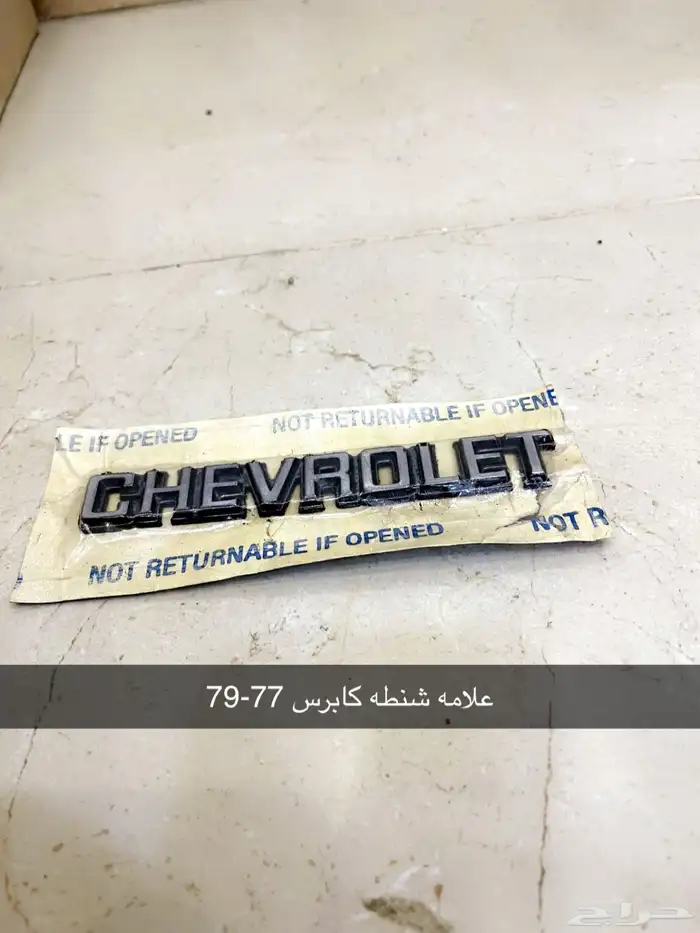 LE IF OPENED
NOT RETURNABLE IF OPENE
CHEVROLET
NOT RETURNABLE IF OPENED
NOT R
علامه شنطه كابرس 77-79
حراج